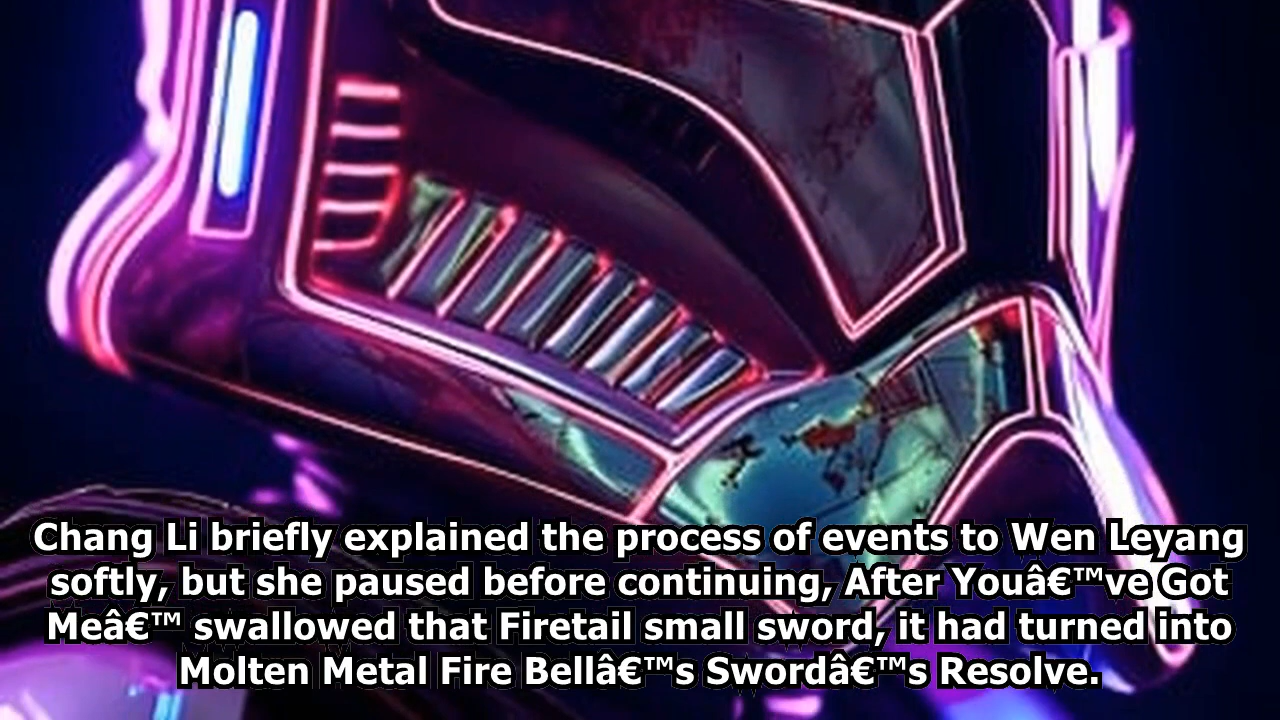 Chang Li briefly explained the process of events to Wen Leyang
softly, but she paused before continuing, After Youâ€™ve Got
Meâ€™ swallowed that Firetail small sword, it had turned into
Molten Metal Fire Bellâ€™s Swordâ€™s Resolve.